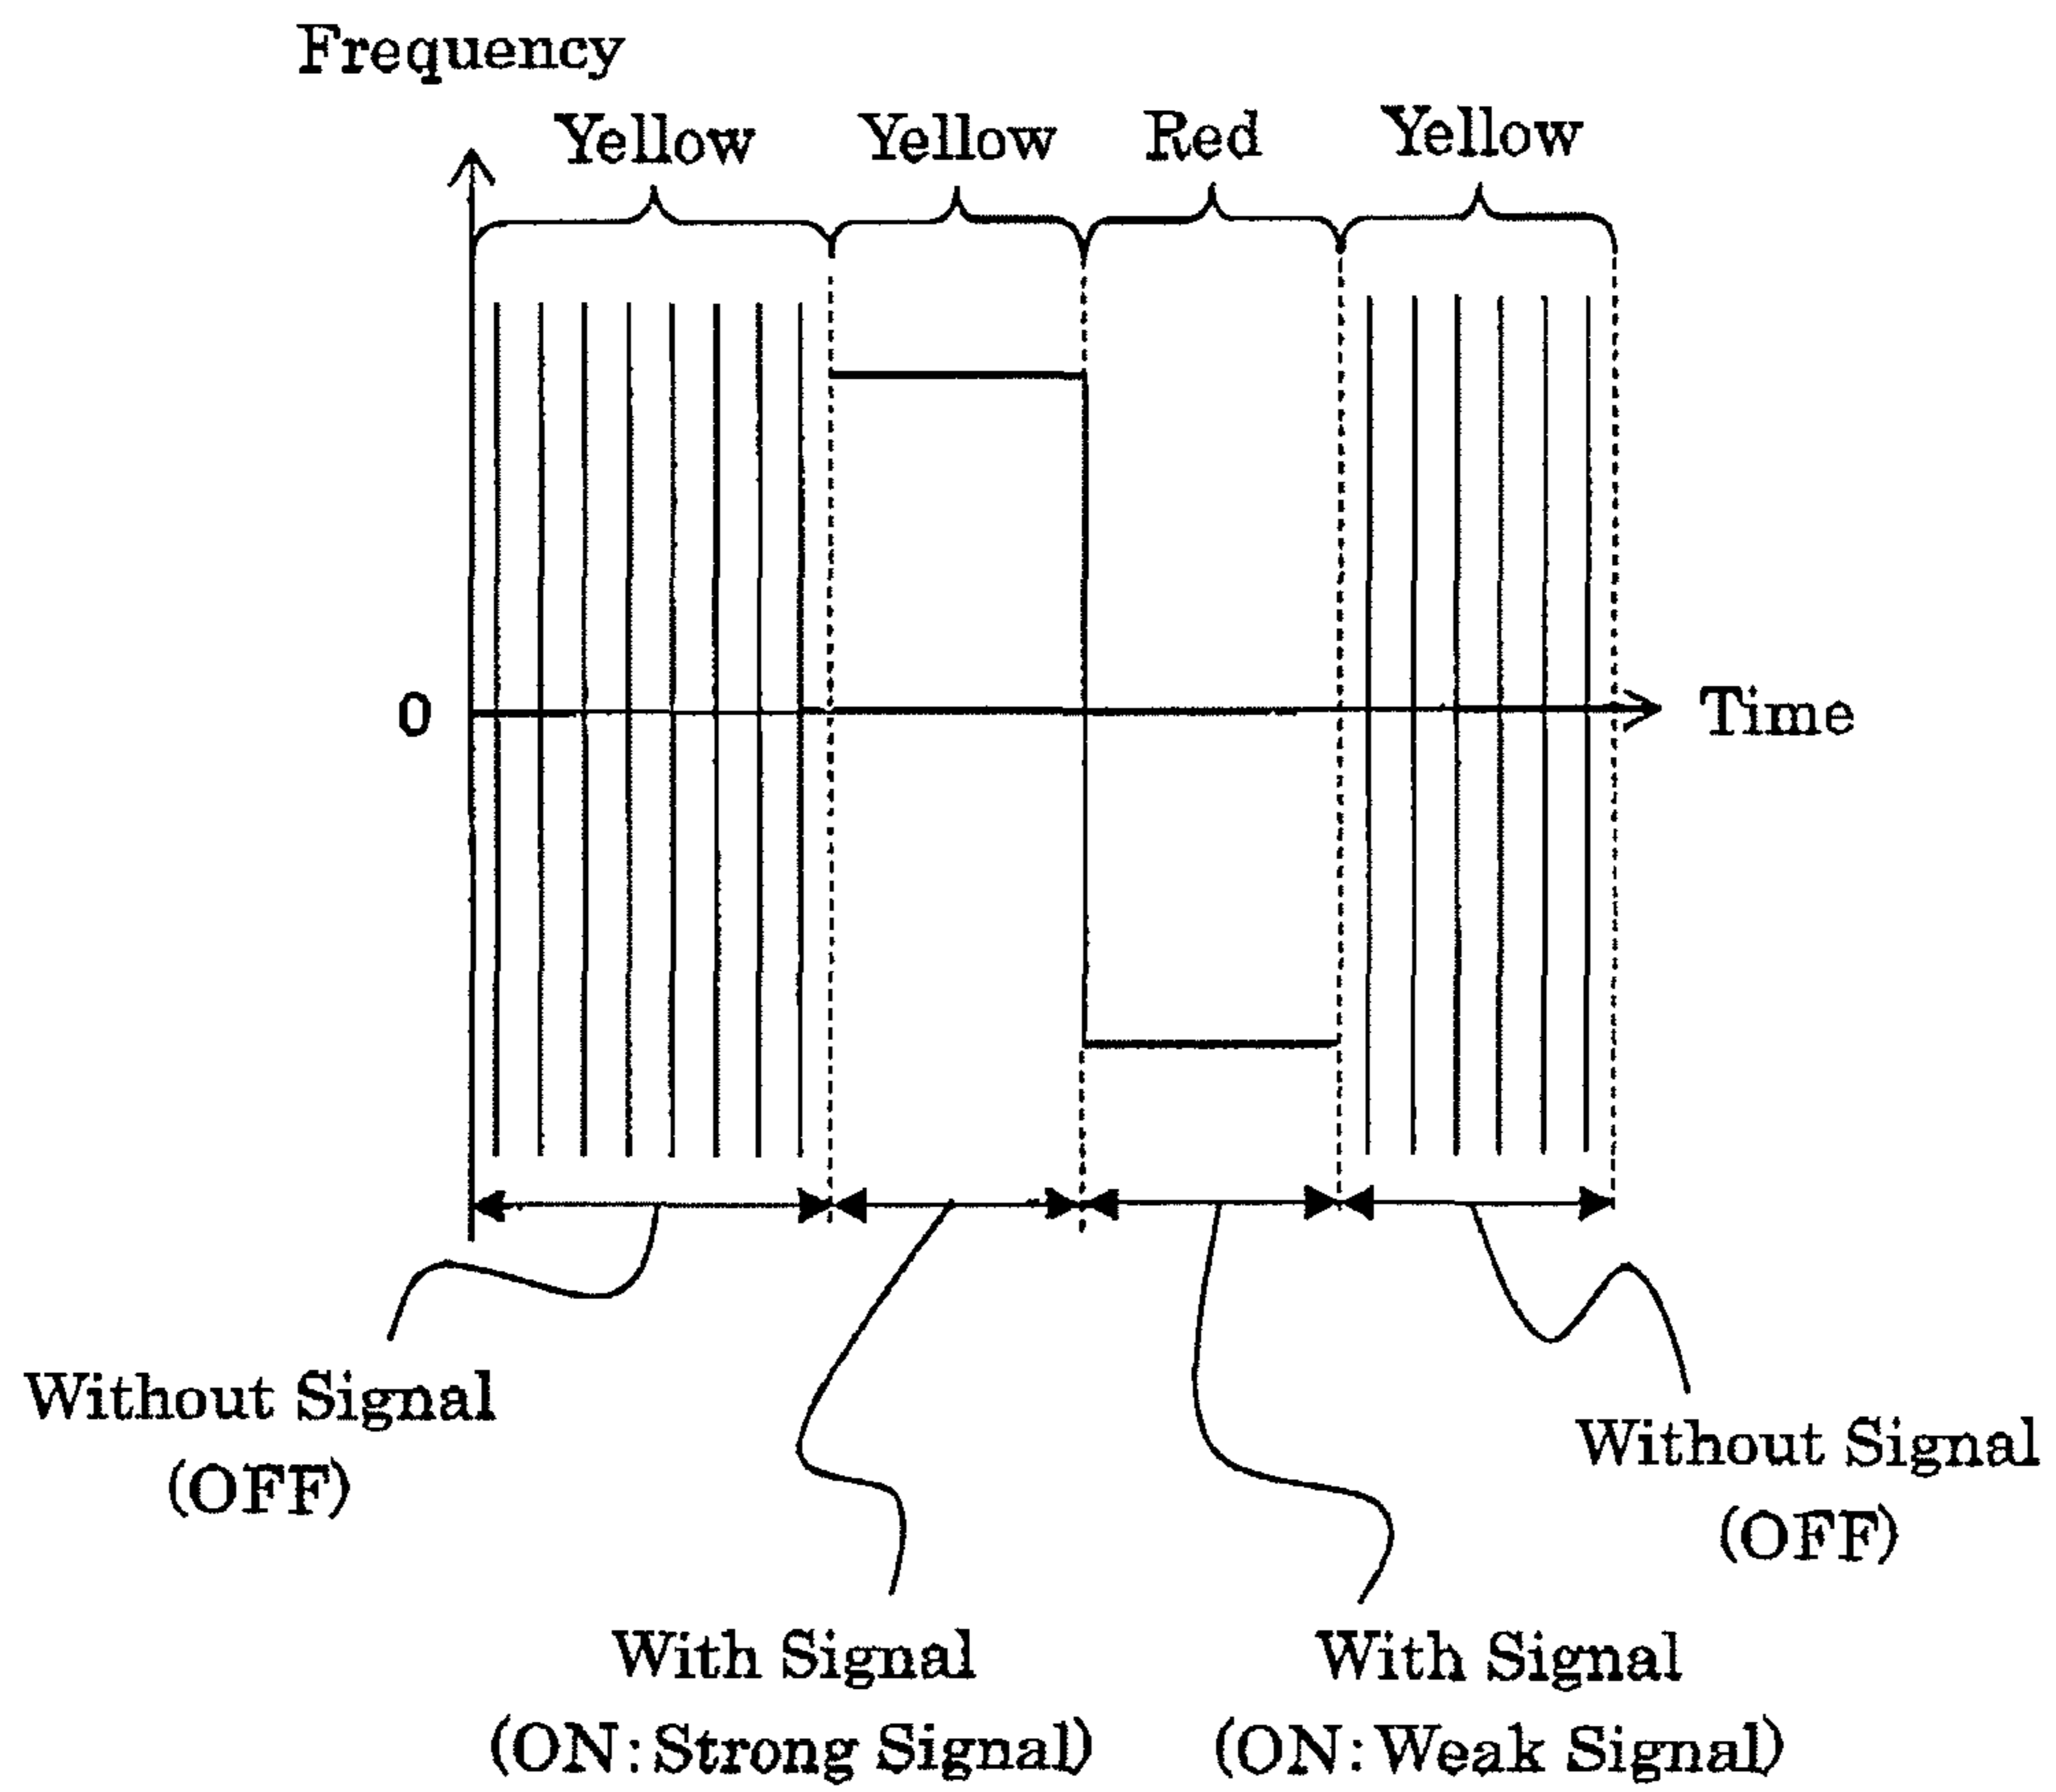 Frequency
Yellow
Yellow
Red
Yellow
0
Time
Without Signal
(OFF)
Without Signal
(OFF)
With Signal
(ON:Strong Signal)
With Signal
(ON:Weak Signal)